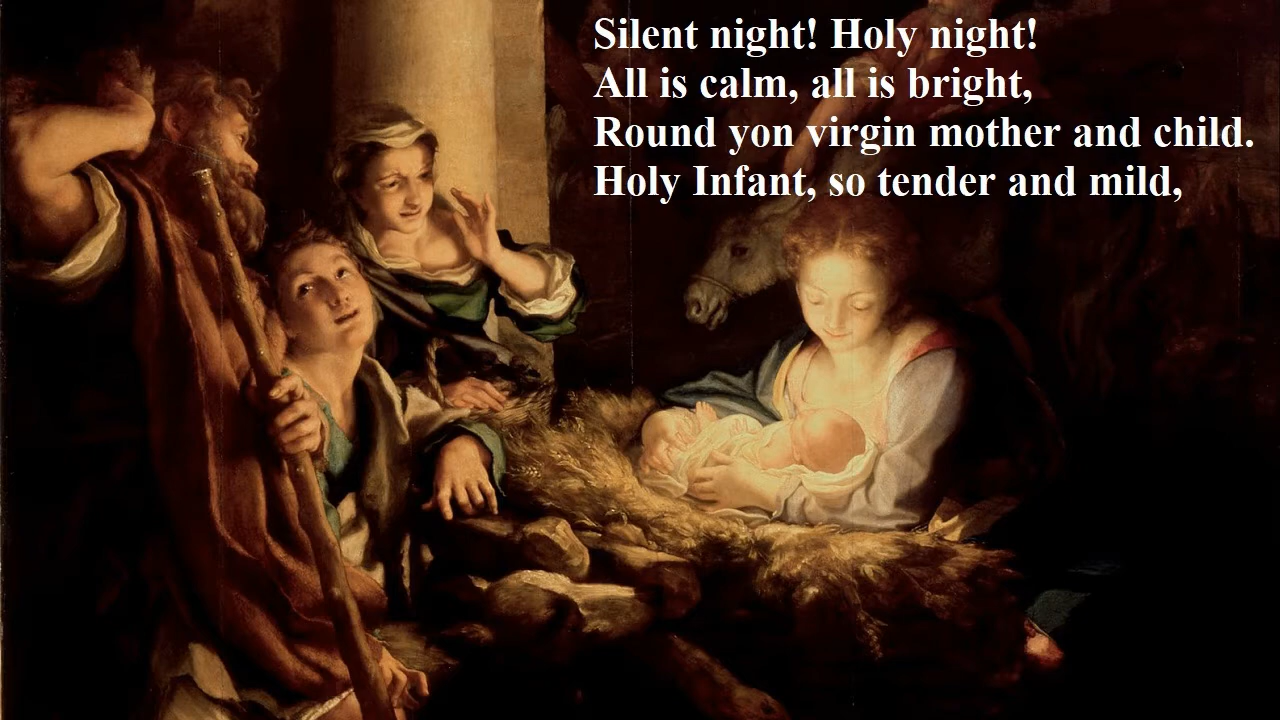 Silent night! Holy night!
All is calm, all is bright,
Round yon virgin mother and child.
Holy Infant, so tender and mild,